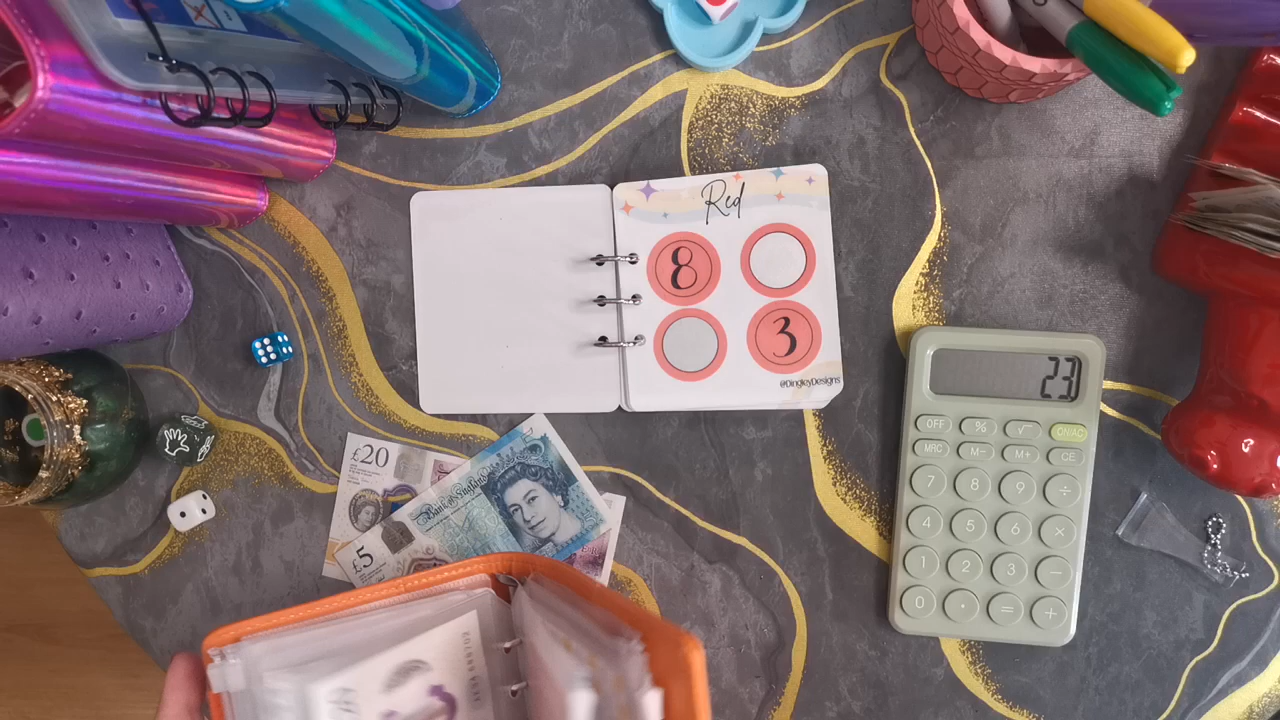 Red
8
3
@DingleyDesigns
£20
Bank of England
£5
23
OFF % √ ON/AC
MRC M- M+ CE
7 8 9 ÷
4 5 6 ×
1 2 3 −
0 . = +